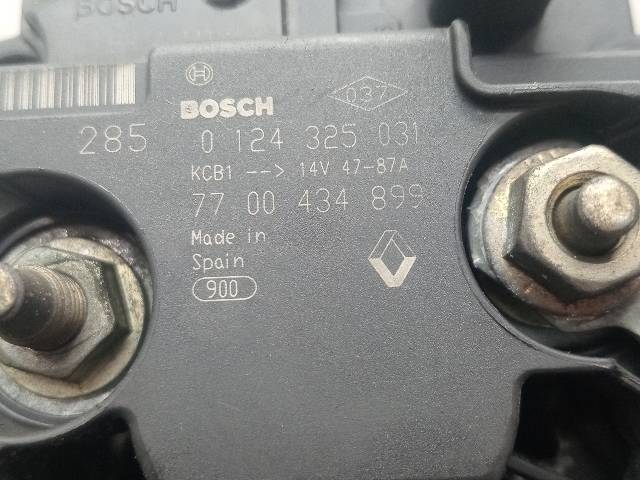 BOSCH
BOSCH
037
285 0 124 325 031
KCB1 --> 14V 47-87A
77 00 434 899
Made in
Spain
900